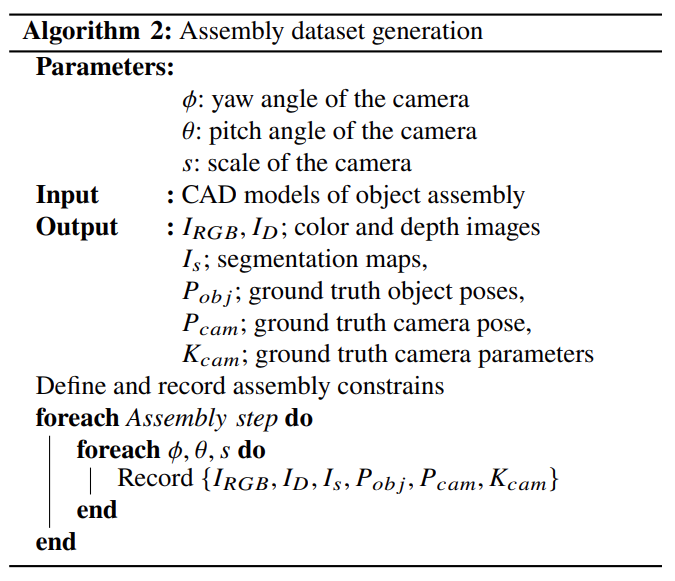 Algorithm 2: Assembly dataset generation
Parameters:
ϕ: yaw angle of the camera
θ: pitch angle of the camera
s: scale of the camera
Input : CAD models of object assembly
Output : I_{RGB}, I_D; color and depth images
I_s; segmentation maps,
P_{obj}; ground truth object poses,
P_{cam}; ground truth camera pose,
K_{cam}; ground truth camera parameters
Define and record assembly constrains
foreach Assembly step do
foreach ϕ, θ, s do
Record {I_{RGB}, I_D, I_s, P_{obj}, P_{cam}, K_{cam}}
end
end